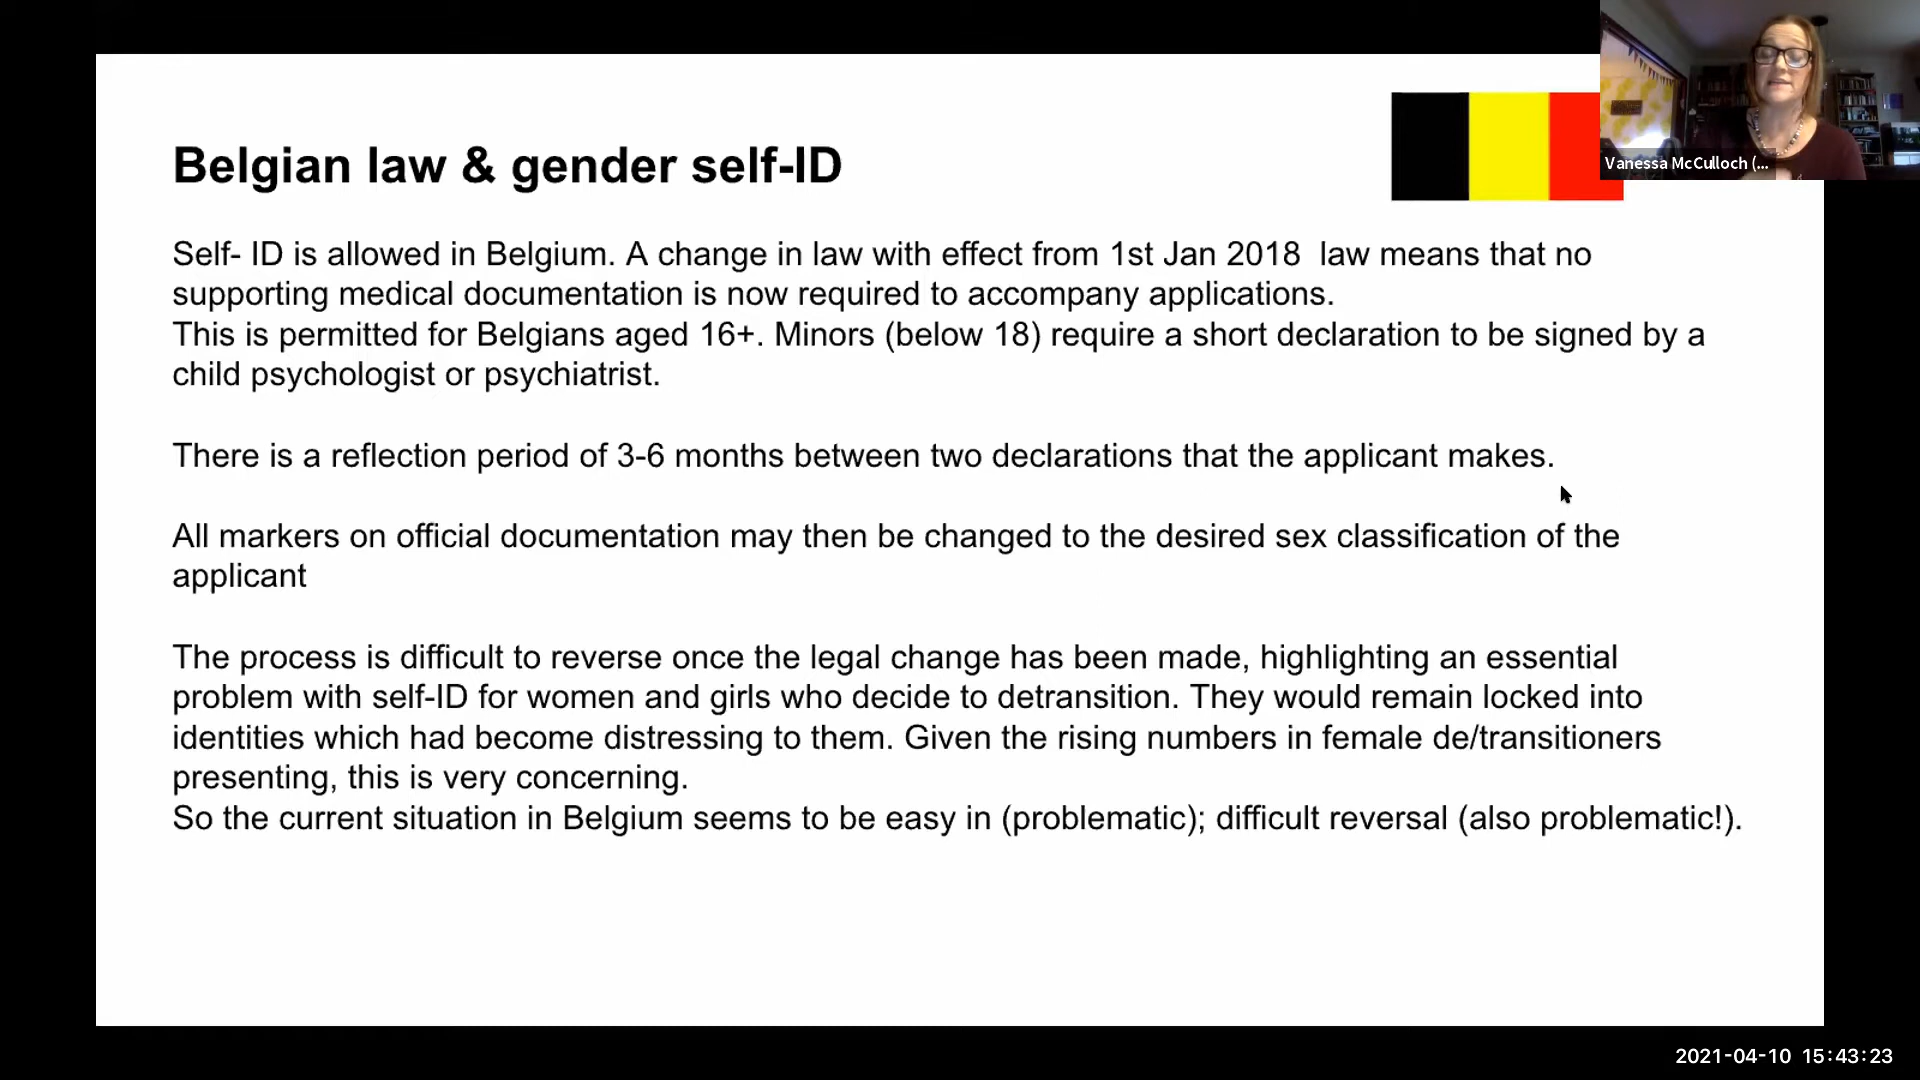 Belgian law & gender self-ID
Vanessa McCulloch (...
Self- ID is allowed in Belgium. A change in law with effect from 1st Jan 2018  law means that no
supporting medical documentation is now required to accompany applications.
This is permitted for Belgians aged 16+. Minors (below 18) require a short declaration to be signed by a
child psychologist or psychiatrist.
There is a reflection period of 3-6 months between two declarations that the applicant makes.
All markers on official documentation may then be changed to the desired sex classification of the
applicant
The process is difficult to reverse once the legal change has been made, highlighting an essential
problem with self-ID for women and girls who decide to detransition. They would remain locked into
identities which had become distressing to them. Given the rising numbers in female de/transitioners
presenting, this is very concerning.
So the current situation in Belgium seems to be easy in (problematic); difficult reversal (also problematic!).
2021-04-10 15:43:23